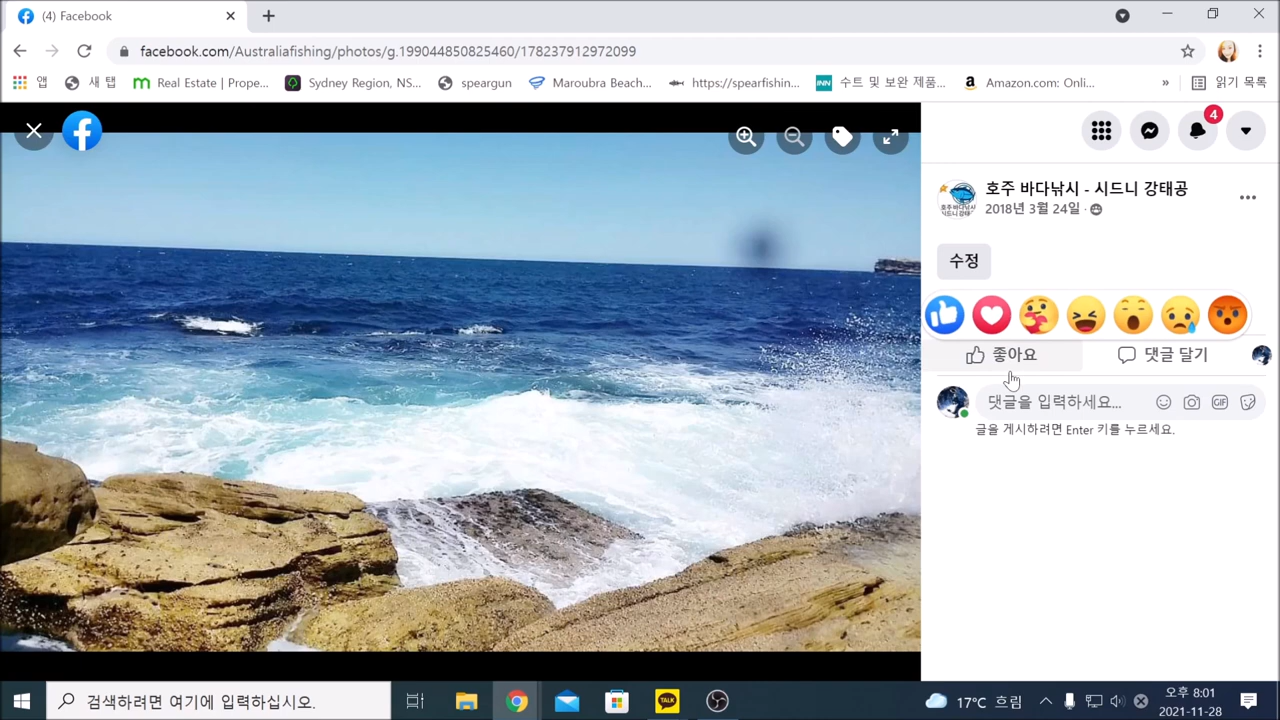 (4) Facebook
facebook.com/Australiafishing/photos/g.199044850825460/178237912972099
앱 새 탭 Real Estate | Prope... Sydney Region, NS... speargun Maroubra Beach... https://spearfishin... INN 수트 및 보완 제품... Amazon.com: Onli... » 읽기 목록
4
호주 바다낚시 - 시드니 강태공
2018년 3월 24일 ·
수정
좋아요 댓글 달기
댓글을 입력하세요... GIF
글을 게시하려면 Enter 키를 누르세요.
검색하려면 여기에 입력하십시오. TALK 17°C 흐림 오후 8:01
2021-11-28